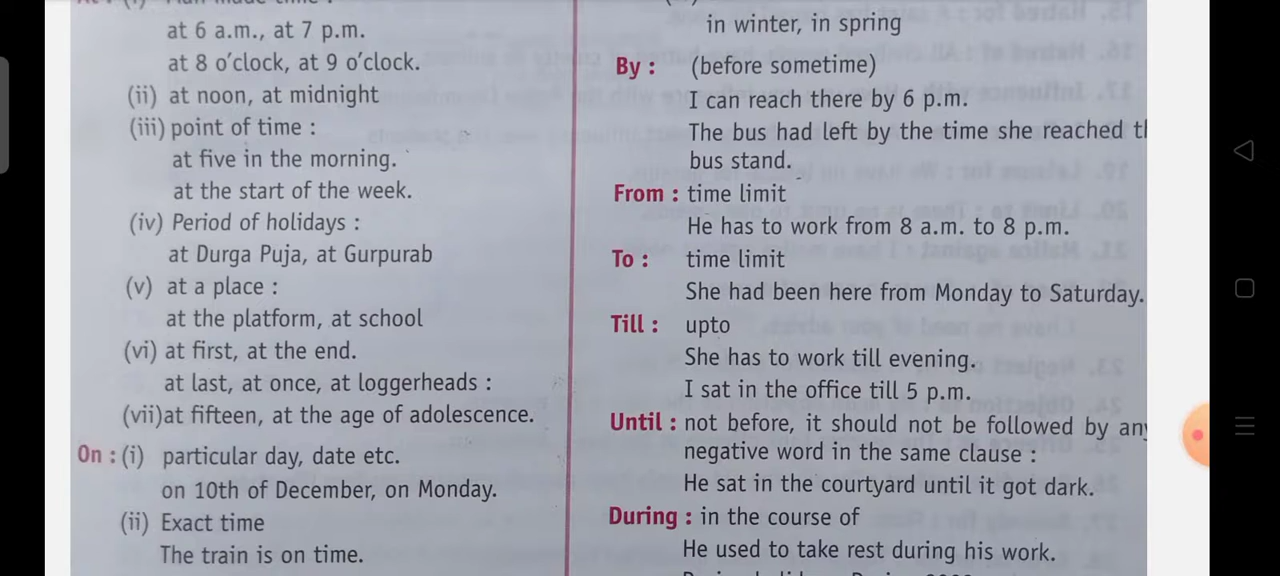 at 6 a.m., at 7 p.m.
at 8 o'clock, at 9 o'clock.
(ii) at noon, at midnight
(iii) point of time :
at five in the morning.
at the start of the week.
(iv) Period of holidays :
at Durga Puja, at Gurpurab
(v) at a place :
at the platform, at school
(vi) at first, at the end.
at last, at once, at loggerheads :
(vii) at fifteen, at the age of adolescence.
On : (i) particular day, date etc.
on 10th of December, on Monday.
(ii) Exact time
The train is on time.
in winter, in spring
By : (before sometime)
I can reach there by 6 p.m.
The bus had left by the time she reached
bus stand.
From : time limit
He has to work from 8 a.m. to 8 p.m.
To : time limit
She had been here from Monday to Saturday.
Till : upto
She has to work till evening.
I sat in the office till 5 p.m.
Until : not before, it should not be followed by
negative word in the same clause :
He sat in the courtyard until it got dark.
During : in the course of
He used to take rest during his work.